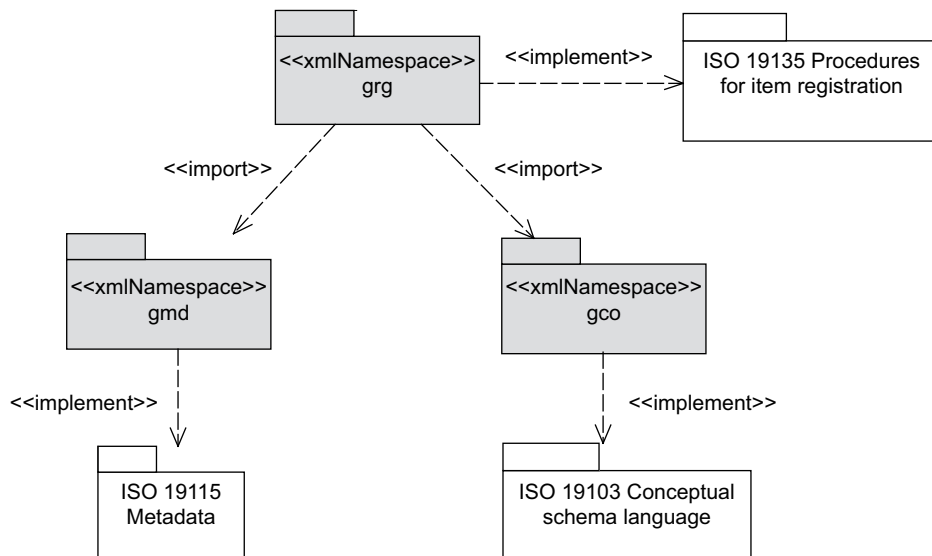 <<xmlNamespace>>
grg
<<implement>>
ISO 19135 Procedures
for item registration
<<import>>
<<import>>
<<xmlNamespace>>
gmd
<<xmlNamespace>>
gco
<<implement>>
<<implement>>
ISO 19115
Metadata
ISO 19103 Conceptual
schema language